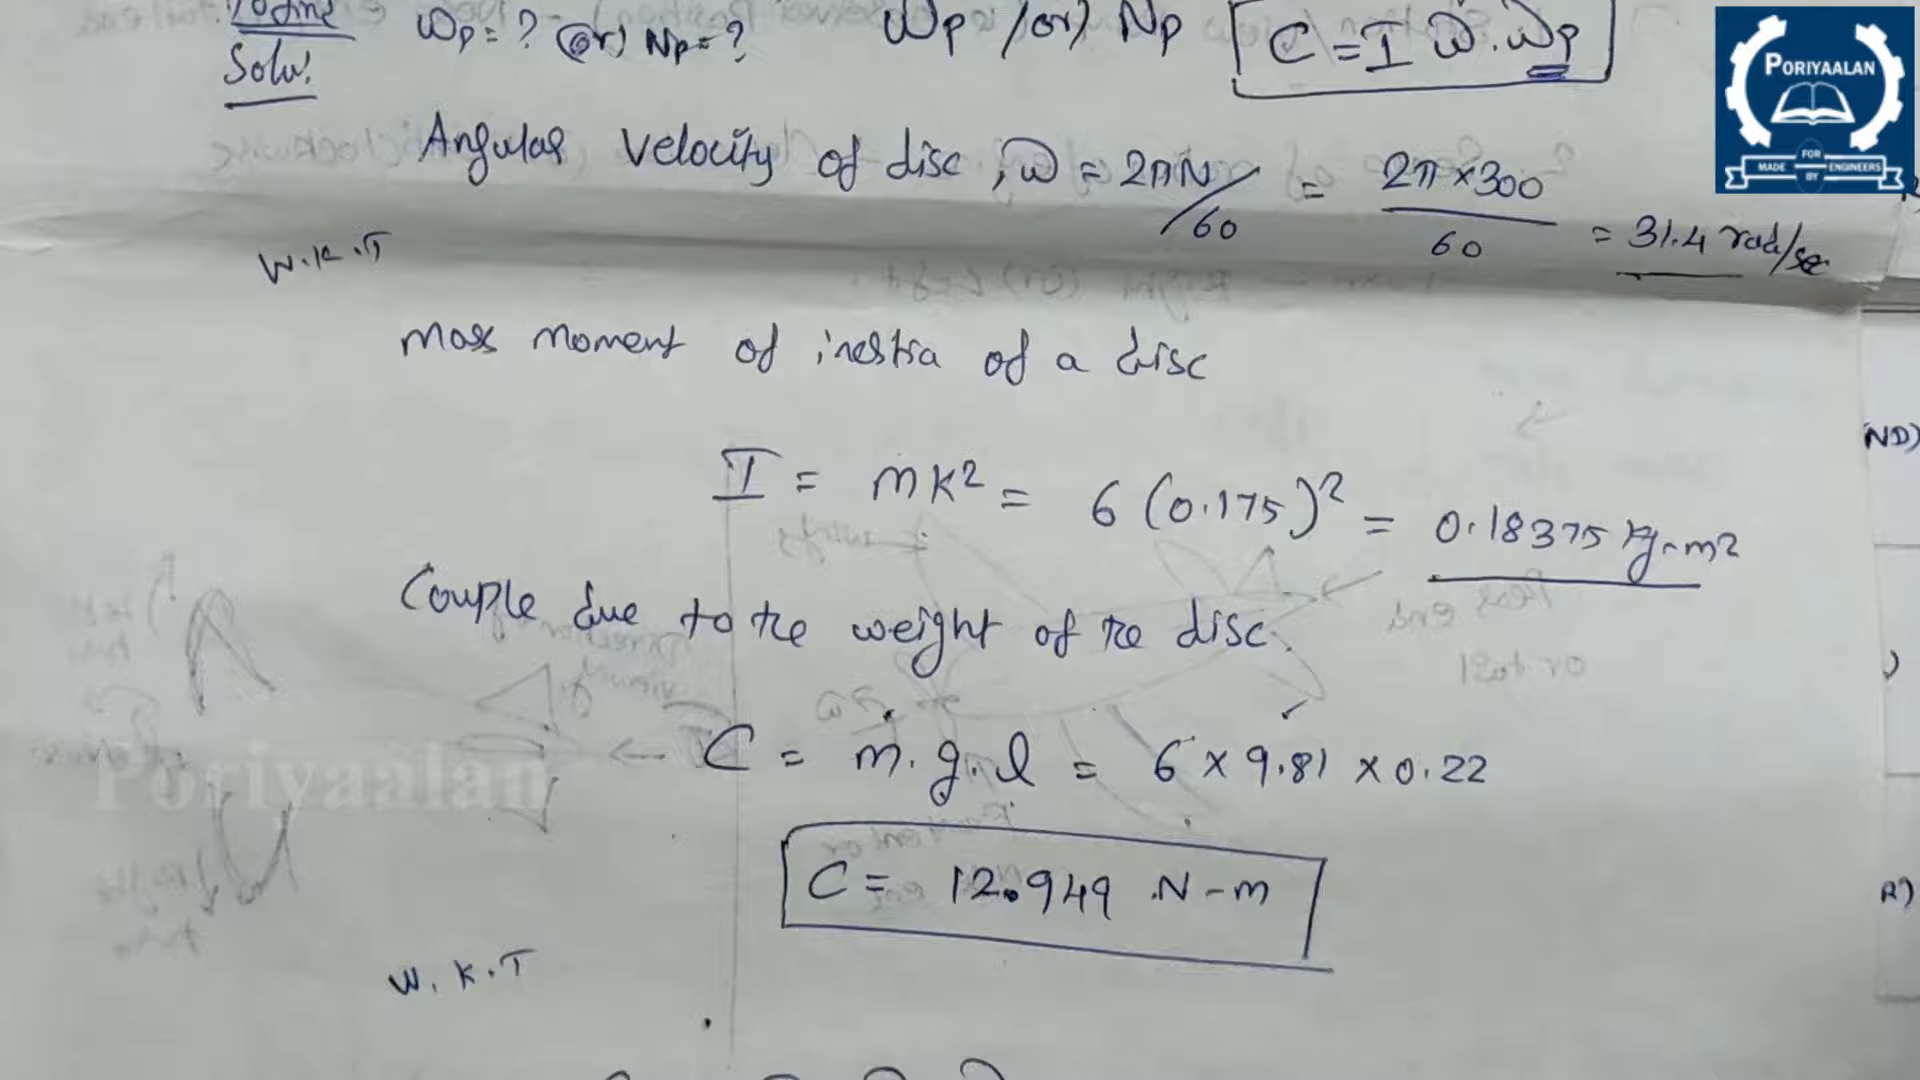 ωp = ? (or) Np = ? ωp (or) Np C = I ω.ωp
Solu:
Angular Velocity of disc, ω = 2πN/60 = 2π×300/60 = 31.4 rad/sec
W.K.T
mass moment of inertia of a disc
I = mk² = 6 (0.175)² = 0.18375 kg-m²
Couple due to the weight of the disc.
C = m.g.l = 6 × 9.81 × 0.22
C = 12.949 N-m
W.K.T
PORIYAALAN
MADE FOR BY ENGINEERS
Poriyaalan
ND)
R)